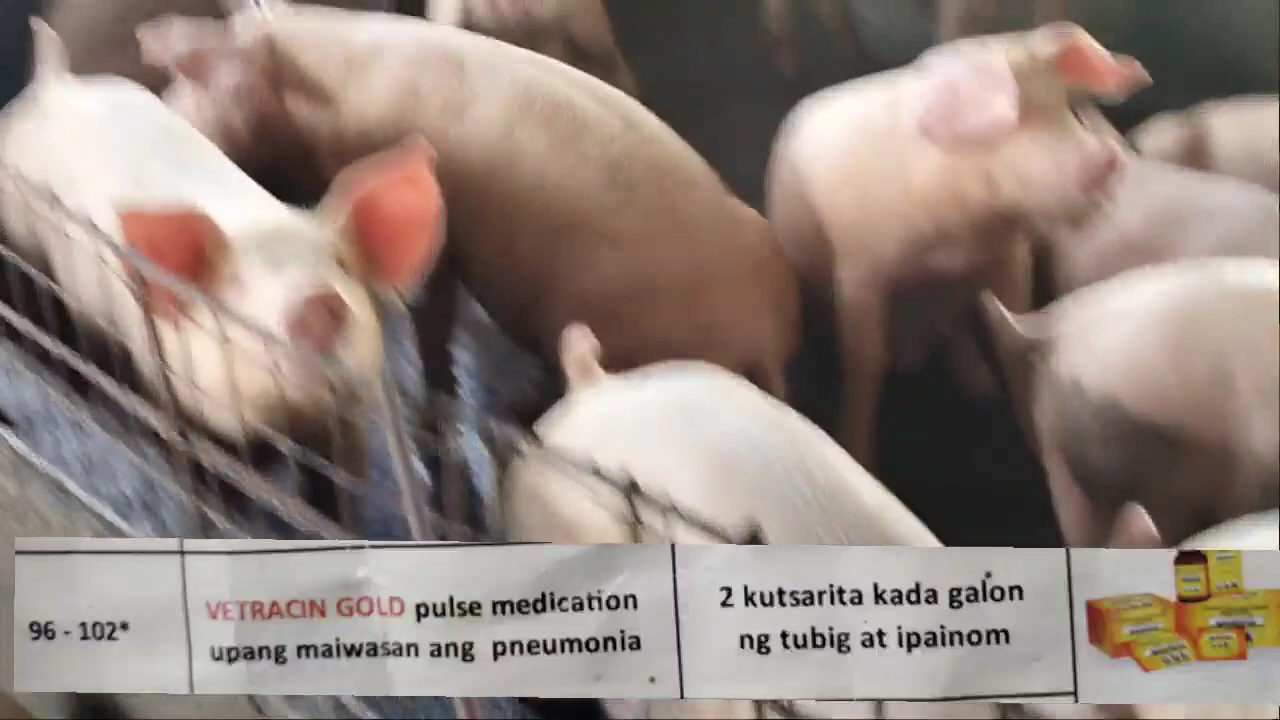 96 - 102*
VETRACIN GOLD pulse medication
upang maiwasan ang pneumonia
2 kutsarita kada galon
ng tubig at ipainom